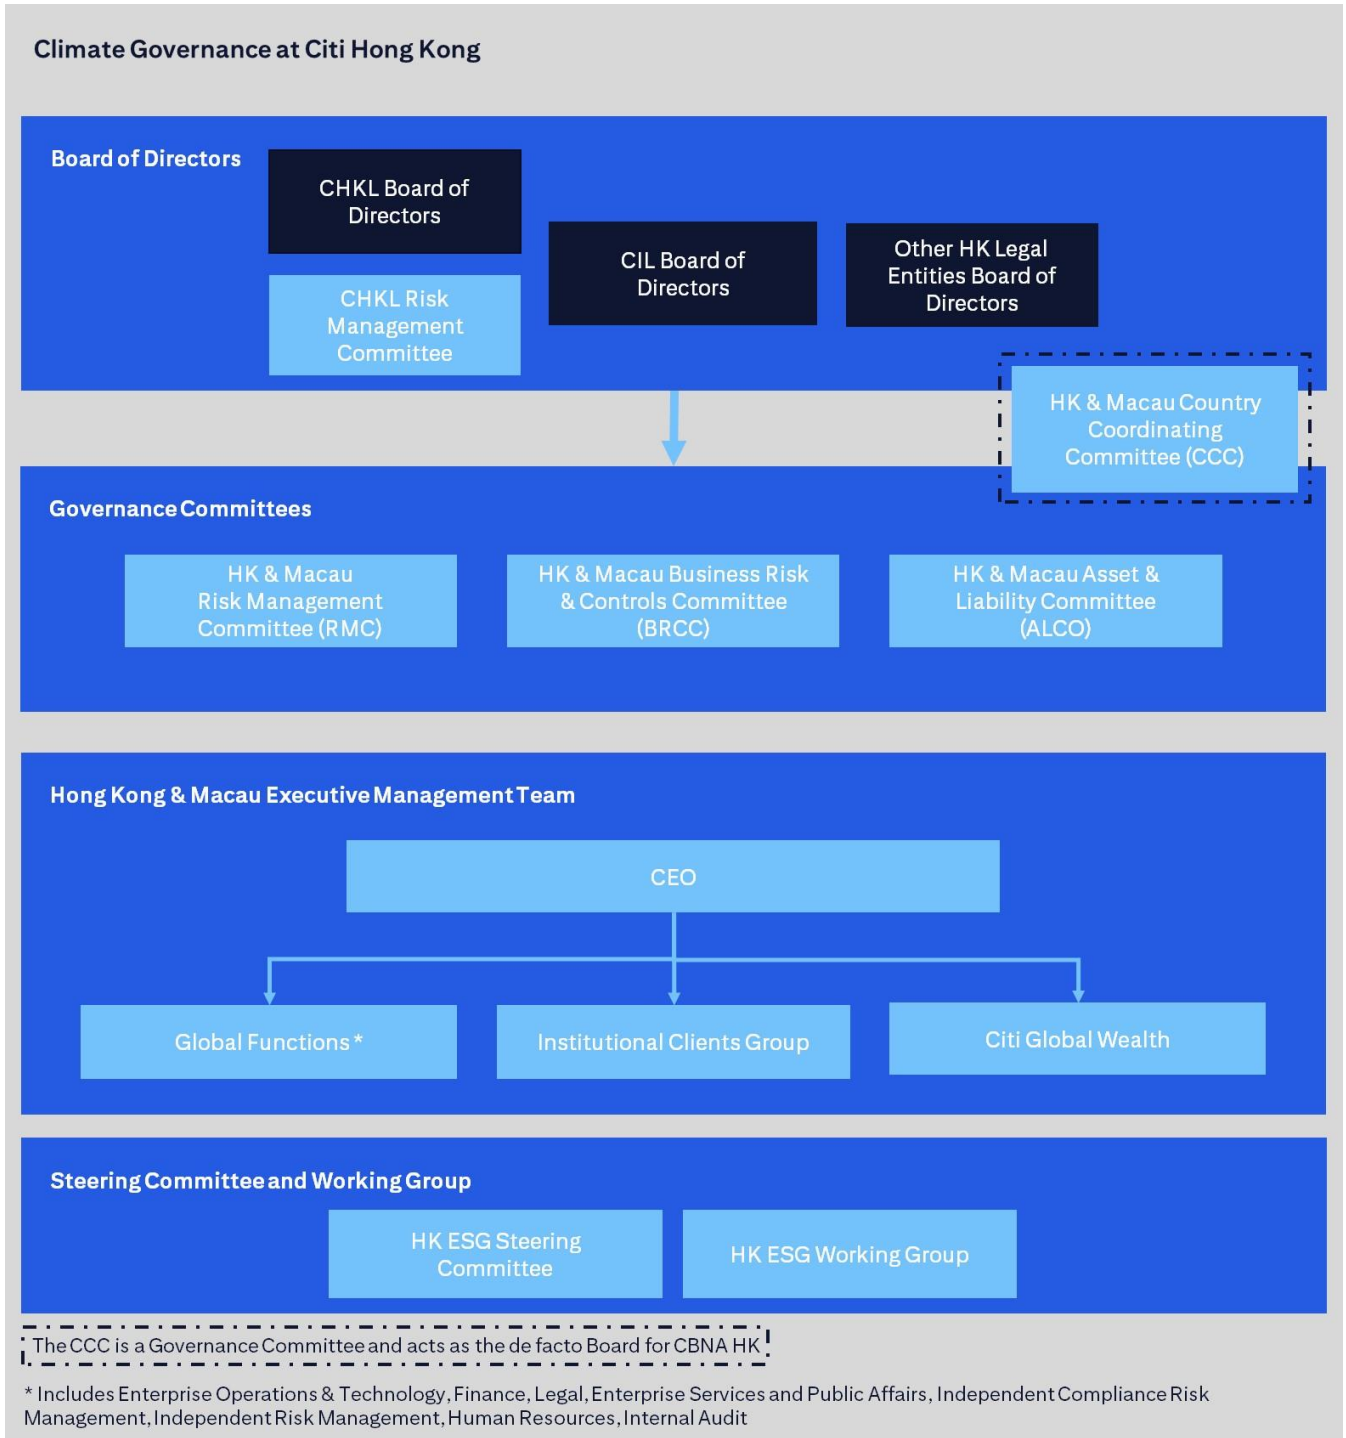 Climate Governance at Citi Hong Kong
Board of Directors
CHKL Board of
Directors
CHKL Risk
Management
Committee
CIL Board of
Directors
Other HK Legal
Entities Board of
Directors
HK & Macau Country
Coordinating
Committee (CCC)
Governance Committees
HK & Macau
Risk Management
Committee (RMC)
HK & Macau Business Risk
& Controls Committee
(BRCC)
HK & Macau Asset &
Liability Committee
(ALCO)
Hong Kong & Macau Executive Management Team
CEO
Global Functions *
Institutional Clients Group
Citi Global Wealth
Steering Committee and Working Group
HK ESG Steering
Committee
HK ESG Working Group
The CCC is a Governance Committee and acts as the de facto Board for CBNA HK
* Includes Enterprise Operations & Technology, Finance, Legal, Enterprise Services and Public Affairs, Independent Compliance Risk
Management, Independent Risk Management, Human Resources, Internal Audit